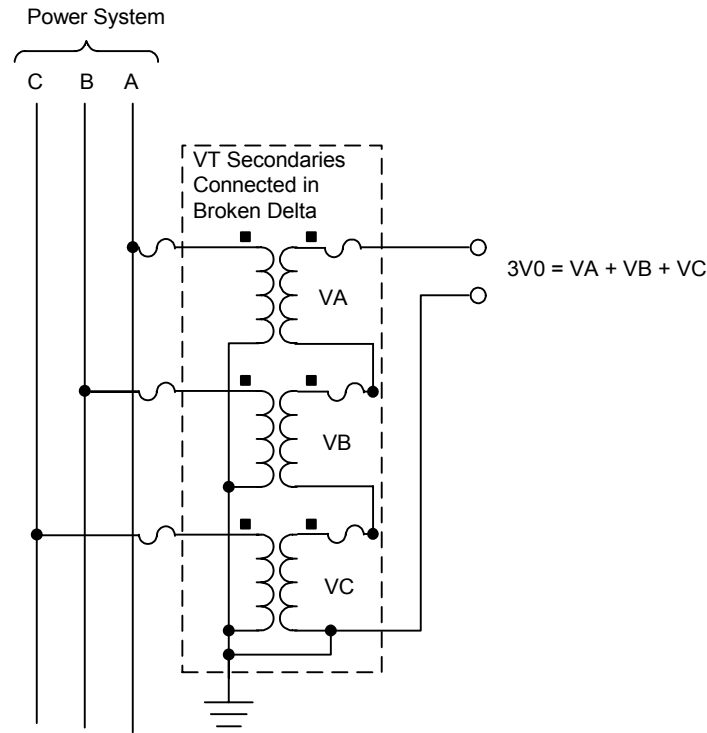 Power System
C B A
VT Secondaries
Connected in
Broken Delta
VA
3V0 = VA + VB + VC
VB
VC